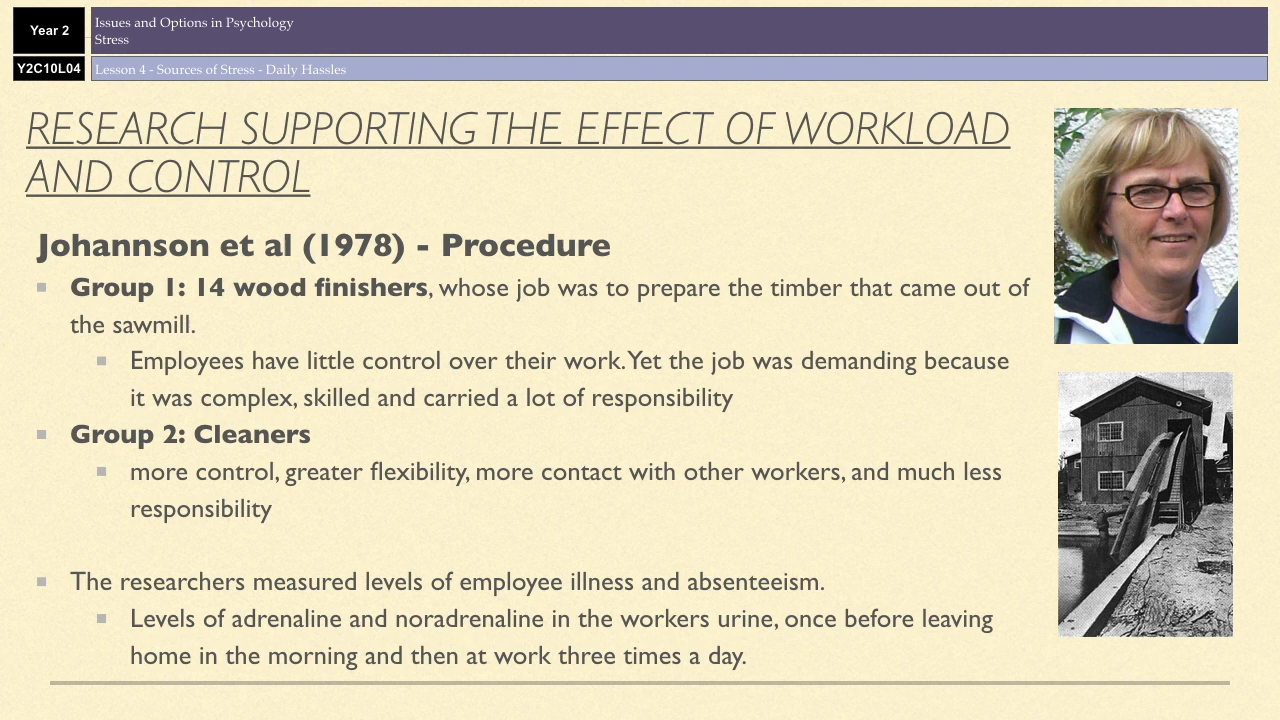 Year 2
Issues and Options in Psychology
Stress
Y2C10L04
Lesson 4 - Sources of Stress - Daily Hassles
RESEARCH SUPPORTING THE EFFECT OF WORKLOAD
AND CONTROL
Johannson et al (1978) - Procedure
Group 1: 14 wood finishers, whose job was to prepare the timber that came out of
the sawmill.
Employees have little control over their work. Yet the job was demanding because
it was complex, skilled and carried a lot of responsibility
Group 2: Cleaners
more control, greater flexibility, more contact with other workers, and much less
responsibility
The researchers measured levels of employee illness and absenteeism.
Levels of adrenaline and noradrenaline in the workers urine, once before leaving
home in the morning and then at work three times a day.